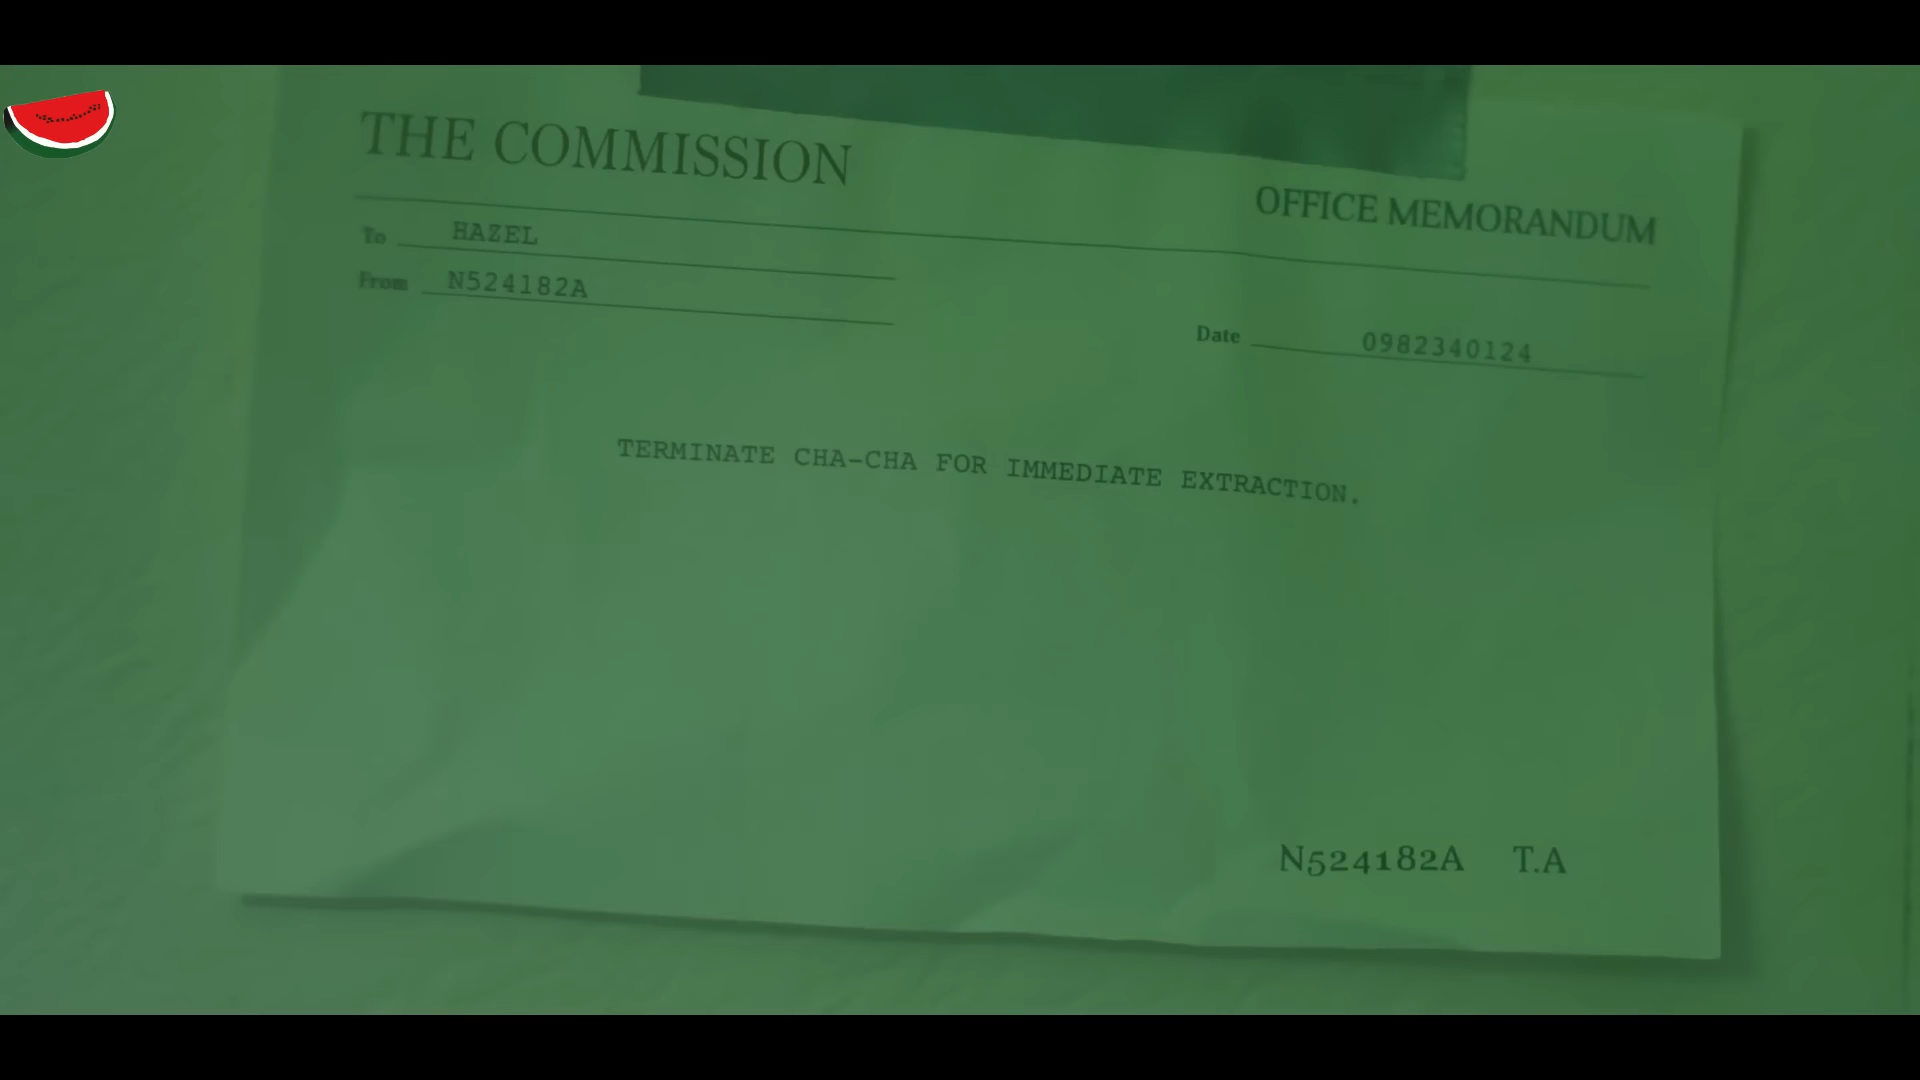 THE COMMISSION
OFFICE MEMORANDUM
To HAZEL
From N524182A
Date 0982340124
TERMINATE CHA-CHA FOR IMMEDIATE EXTRACTION.
N524182A T.A